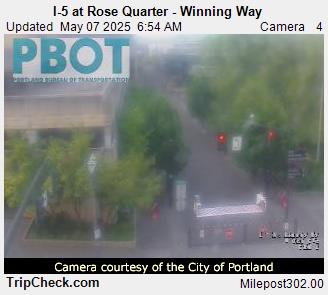 I-5 at Rose Quarter - Winning Way
Updated May 07 2025 6:54 AM Camera 4
PBOT
PORTLAND BUREAU OF TRANSPORTATION
Camera courtesy of the City of Portland
TripCheck.com Milepost302.00